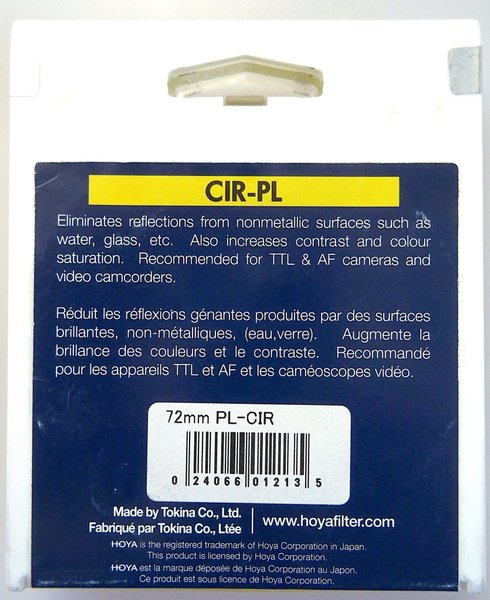 CIR-PL
Eliminates reflections from nonmetallic surfaces such as
water, glass, etc. Also increases contrast and colour
saturation. Recommended for TTL & AF cameras and
video camcorders.
Réduit les réflexions génantes produites par des surfaces
brillantes, non-métalliques, (eau,verre). Augmente la
brillance des couleurs et le contraste. Recommandé
pour les appareils TTL et AF et les caméoscopes vidéo.
72mm PL-CIR
0 24066 01213 5
Made by Tokina Co., Ltd.
Fabriqué par Tokina Co., Ltée
www.hoyafilter.com
HOYA is the registered trademark of Hoya Corporation in Japan.
This product is licensed by Hoya Corporation.
HOYA est la marque déposée de Hoya Corporation au Japon.
Ce produit est sous licence de Hoya Corporation.